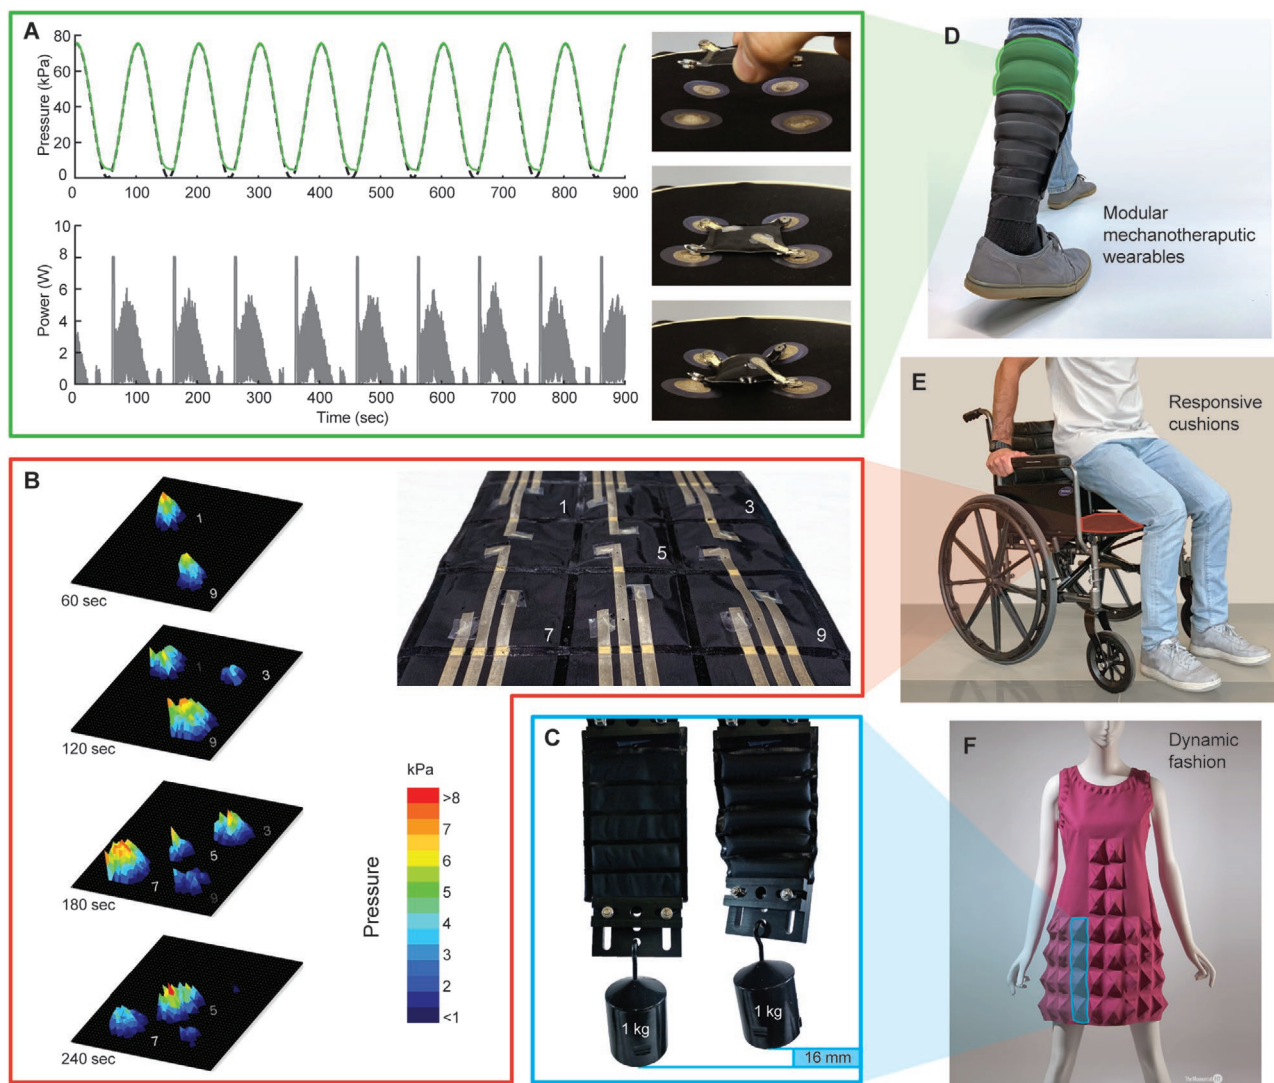 A
Pressure (kPa)
80
60
40
20
0
0 100 200 300 400 500 600 700 800 900
Power (W)
10
8
6
4
2
0
0 100 200 300 400 500 600 700 800 900
Time (sec)
D
Modular
mechanotheraputic
wearables
E
Responsive
cushions
B
1
9
60 sec
1
3
9
120 sec
3
5
7
9
180 sec
5
7
240 sec
1
3
5
7
9
Pressure
kPa
>8
7
6
5
4
3
2
<1
C
1 kg
1 kg
16 mm
F
Dynamic
fashion